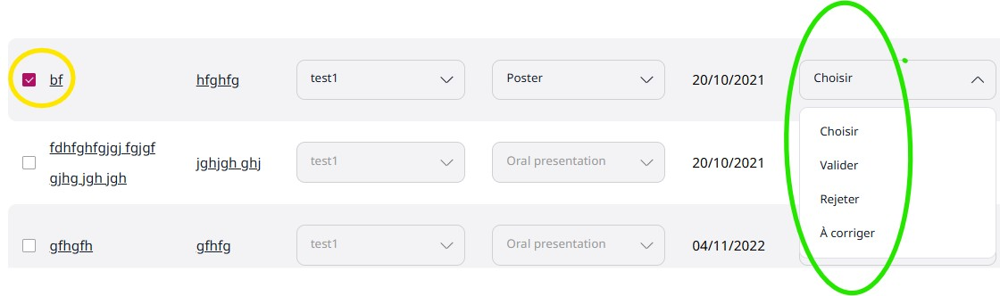 bf hfghfg test1 Poster 20/10/2021 Choisir
Choisir
fdhfghfgjgj fgjgf
jghjgh ghj test1 Oral presentation 20/10/2021 Valider
gjhg jgh jgh
Rejeter
À corriger
gfhgfh gfhfg test1 Oral presentation 04/11/2022